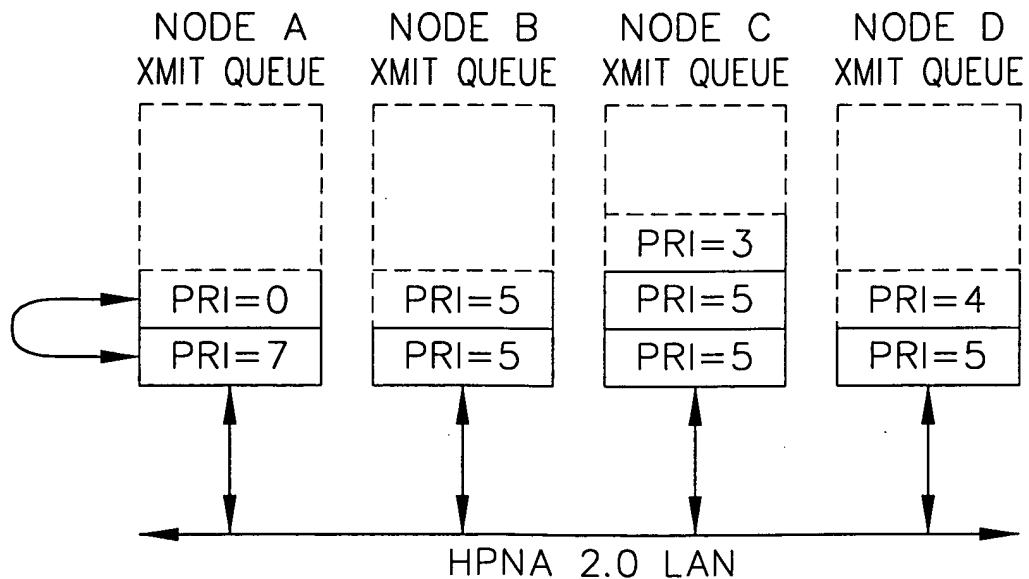 NODE A NODE B NODE C NODE D
XMIT QUEUE XMIT QUEUE XMIT QUEUE XMIT QUEUE
PRI=3
PRI=0 PRI=5 PRI=5 PRI=4
PRI=7 PRI=5 PRI=5 PRI=5
HPNA 2.0 LAN